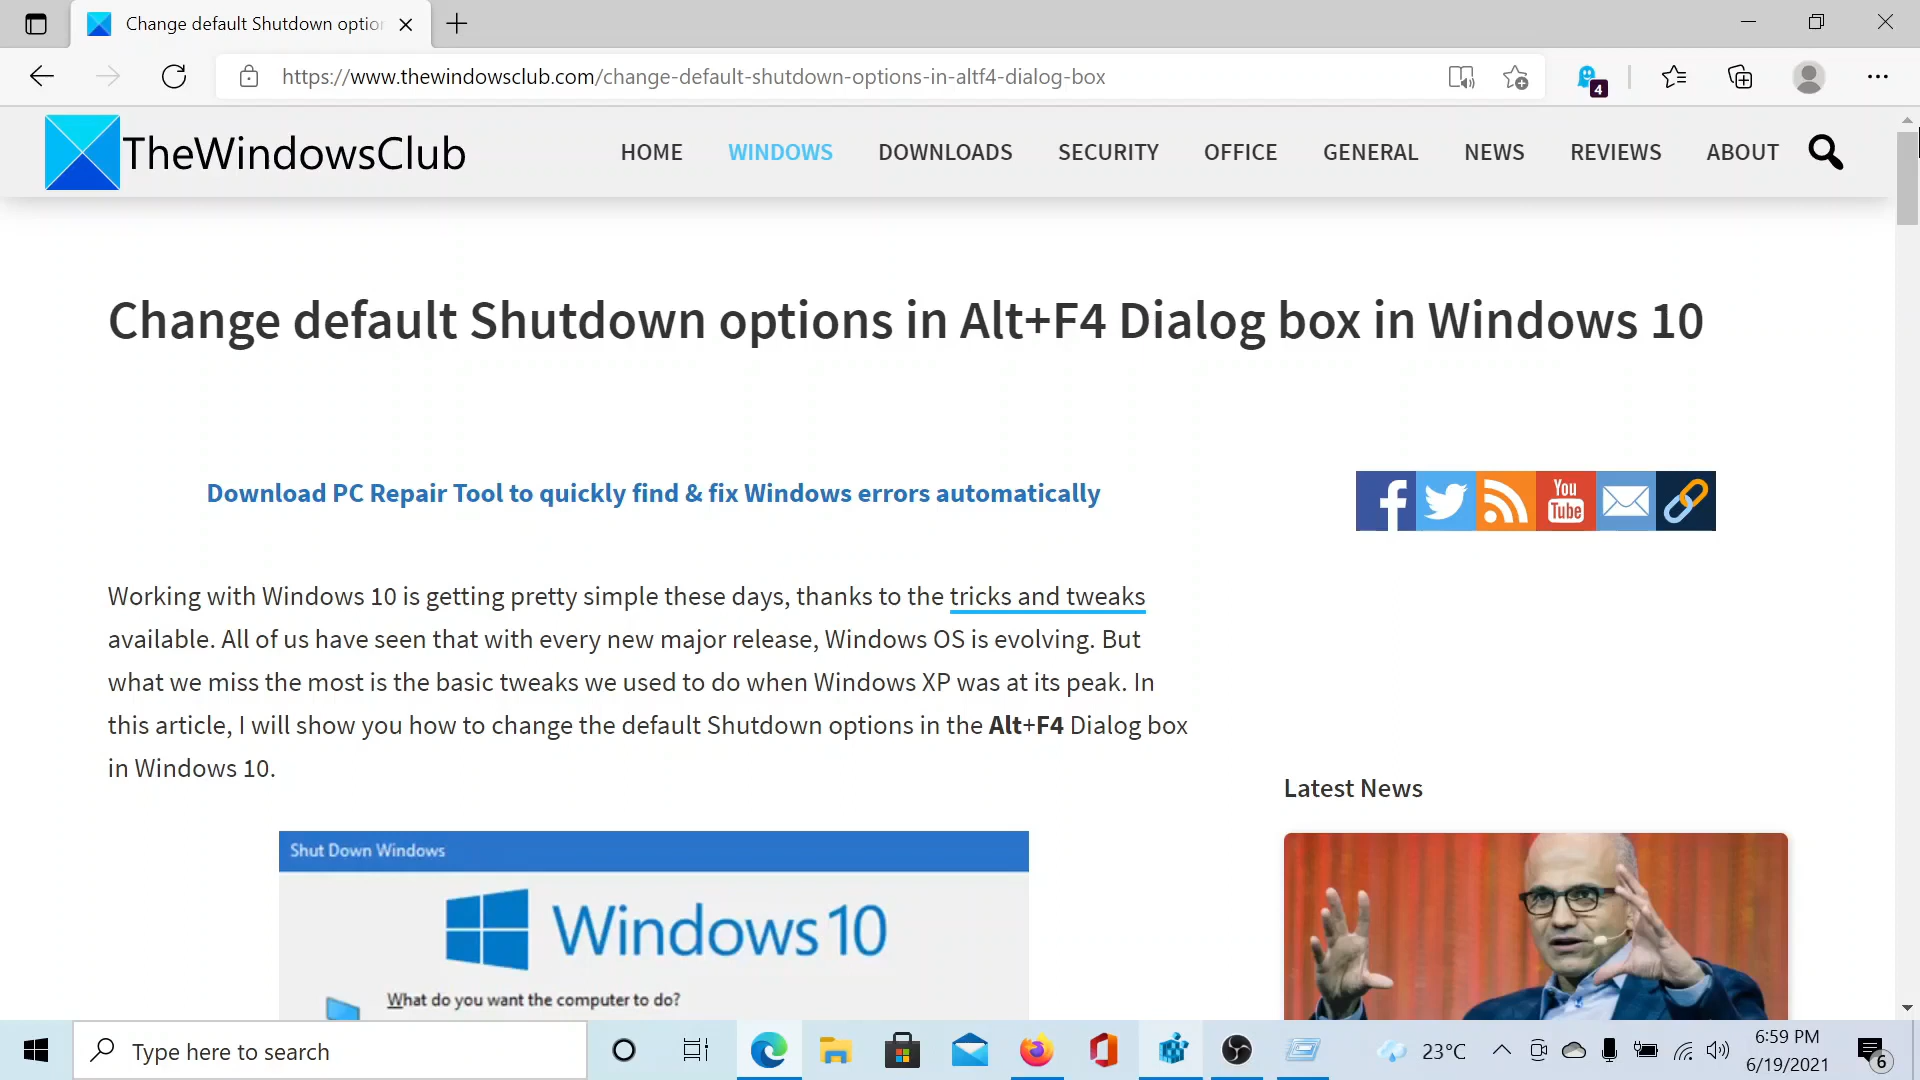 Change default Shutdown option
https://www.thewindowsclub.com/change-default-shutdown-options-in-altf4-dialog-box
4
TheWindowsClub
HOME WINDOWS DOWNLOADS SECURITY OFFICE GENERAL NEWS REVIEWS ABOUT
Change default Shutdown options in Alt+F4 Dialog box in Windows 10
Download PC Repair Tool to quickly find & fix Windows errors automatically
You
Tube
Working with Windows 10 is getting pretty simple these days, thanks to the tricks and tweaks
available. All of us have seen that with every new major release, Windows OS is evolving. But
what we miss the most is the basic tweaks we used to do when Windows XP was at its peak. In
this article, I will show you how to change the default Shutdown options in the Alt+F4 Dialog box
in Windows 10.
Latest News
Shut Down Windows
Windows 10
What do you want the computer to do?
Type here to search
23°C
6:59 PM
6/19/2021
6